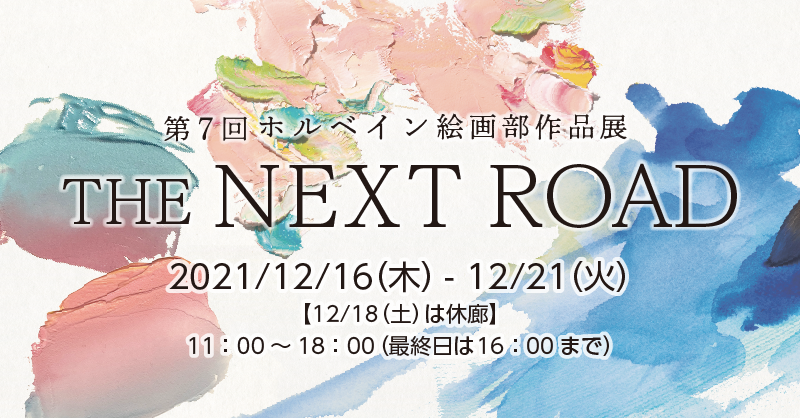 第7回 ホルベイン絵画部作品展
THE NEXT ROAD
2021/12/16(木) - 12/21(火)
【12/18(土)は休廊】
11：00 〜 18：00 (最終日は16：00まで)